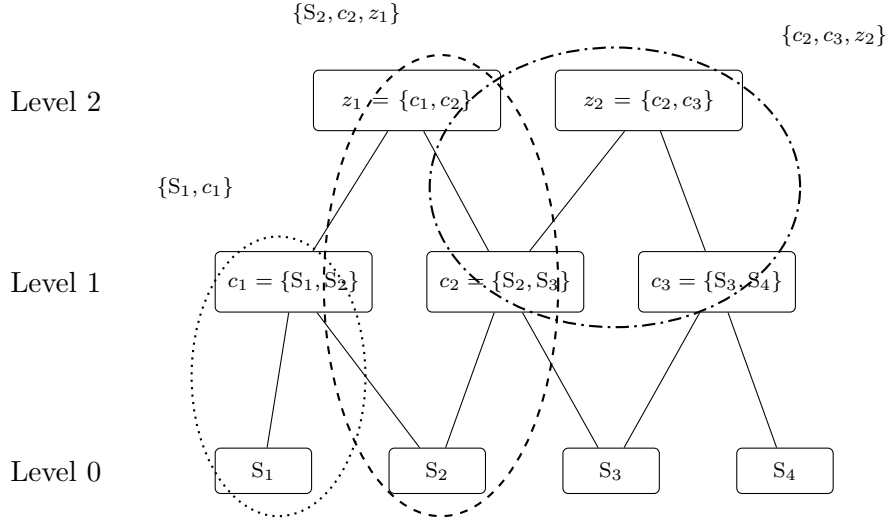 {S₂, c₂, z₁}
{c₂, c₃, z₂}
Level 2
z₁ = {c₁, c₂}
z₂ = {c₂, c₃}
{S₁, c₁}
Level 1
c₁ = {S₁, S₂}
c₂ = {S₂, S₃}
c₃ = {S₃, S₄}
Level 0
S₁
S₂
S₃
S₄